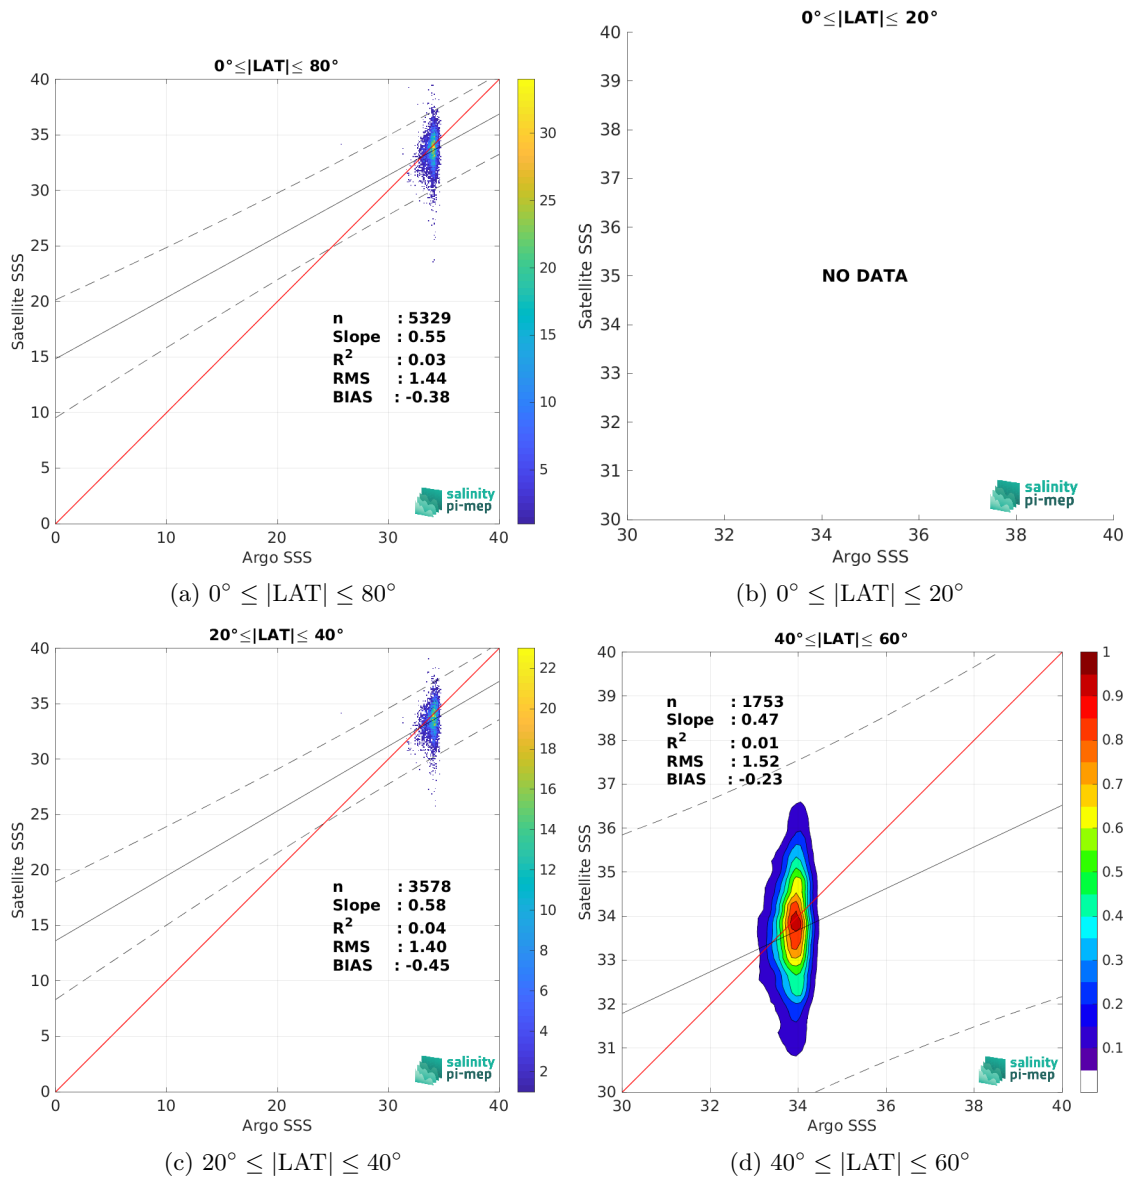 0°≤|LAT|≤ 80°
40
35
30
25
20
15
10
5
0
Satellite SSS
n : 5329
Slope : 0.55
R² : 0.03
RMS : 1.44
BIAS : -0.38
salinity
pi-mep
0 10 20 30 40
Argo SSS
30
25
20
15
10
5
(a) 0° ≤ |LAT| ≤ 80°
0°≤|LAT|≤ 20°
40
39
38
37
36
35
34
33
32
31
30
Satellite SSS
NO DATA
salinity
pi-mep
30 32 34 36 38 40
Argo SSS
(b) 0° ≤ |LAT| ≤ 20°
20°≤|LAT|≤ 40°
40
35
30
25
20
15
10
5
0
Satellite SSS
n : 3578
Slope : 0.58
R² : 0.04
RMS : 1.40
BIAS : -0.45
salinity
pi-mep
0 10 20 30 40
Argo SSS
22
20
18
16
14
12
10
8
6
4
2
(c) 20° ≤ |LAT| ≤ 40°
40°≤|LAT|≤ 60°
40
39
38
37
36
35
34
33
32
31
30
Satellite SSS
n : 1753
Slope : 0.47
R² : 0.01
RMS : 1.52
BIAS : -0.23
salinity
pi-mep
30 32 34 36 38 40
Argo SSS
1
0.9
0.8
0.7
0.6
0.5
0.4
0.3
0.2
0.1
(d) 40° ≤ |LAT| ≤ 60°